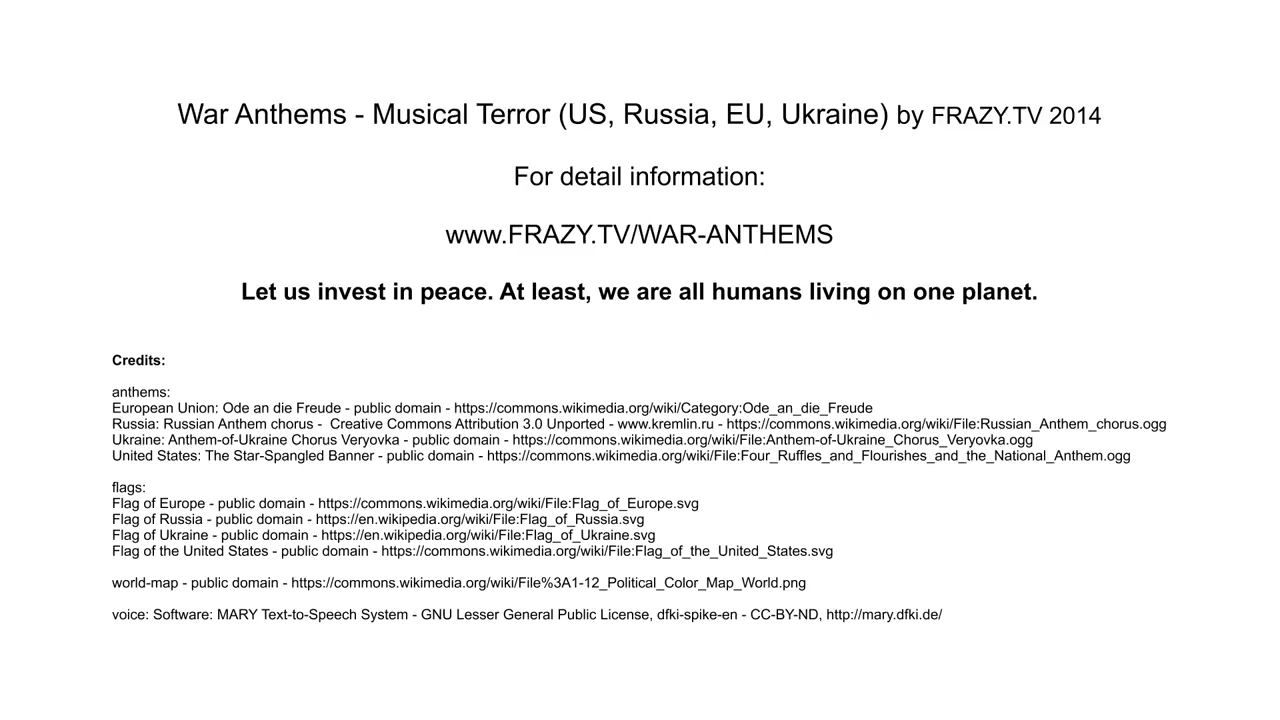 War Anthems - Musical Terror (US, Russia, EU, Ukraine) by FRAZY.TV 2014
For detail information:
www.FRAZY.TV/WAR-ANTHEMS
Let us invest in peace. At least, we are all humans living on one planet.
Credits:
anthems:
European Union: Ode an die Freude - public domain - https://commons.wikimedia.org/wiki/Category:Ode_an_die_Freude
Russia: Russian Anthem chorus -  Creative Commons Attribution 3.0 Unported - www.kremlin.ru - https://commons.wikimedia.org/wiki/File:Russian_Anthem_chorus.ogg
Ukraine: Anthem-of-Ukraine Chorus Veryovka - public domain - https://commons.wikimedia.org/wiki/File:Anthem-of-Ukraine_Chorus_Veryovka.ogg
United States: The Star-Spangled Banner - public domain - https://commons.wikimedia.org/wiki/File:Four_Ruffles_and_Flourishes_and_the_National_Anthem.ogg
flags:
Flag of Europe - public domain - https://commons.wikimedia.org/wiki/File:Flag_of_Europe.svg
Flag of Russia - public domain - https://en.wikipedia.org/wiki/File:Flag_of_Russia.svg
Flag of Ukraine - public domain - https://en.wikipedia.org/wiki/File:Flag_of_Ukraine.svg
Flag of the United States - public domain - https://commons.wikimedia.org/wiki/File:Flag_of_the_United_States.svg
world-map - public domain - https://commons.wikimedia.org/wiki/File%3A1-12_Political_Color_Map_World.png
voice: Software: MARY Text-to-Speech System - GNU Lesser General Public License, dfki-spike-en - CC-BY-ND, http://mary.dfki.de/